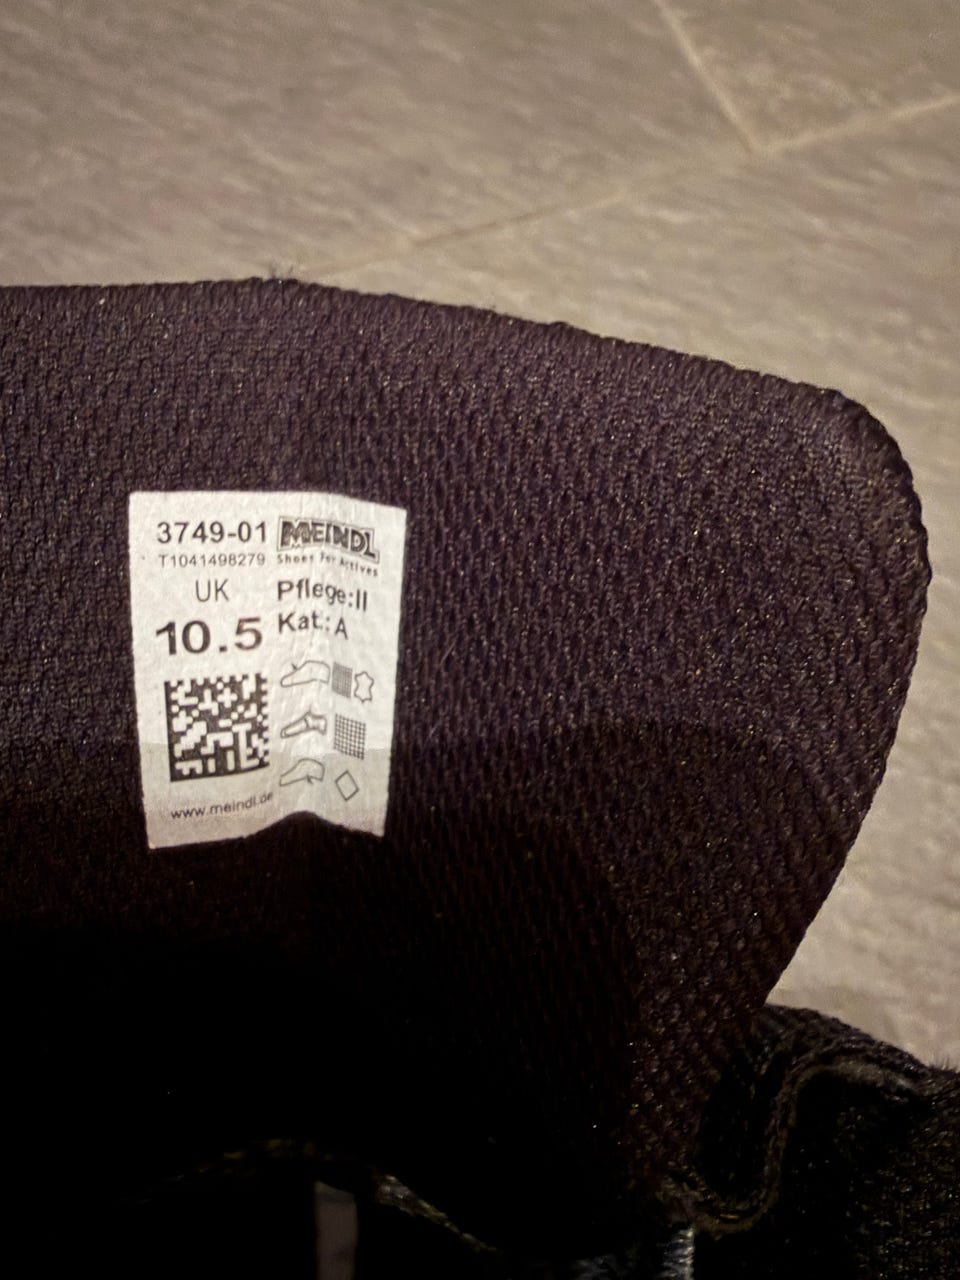 3749-01 MEINDL
T1041498279 Shoes For Actives
UK Pflege:II
10.5 Kat.: A
www.meindl.de